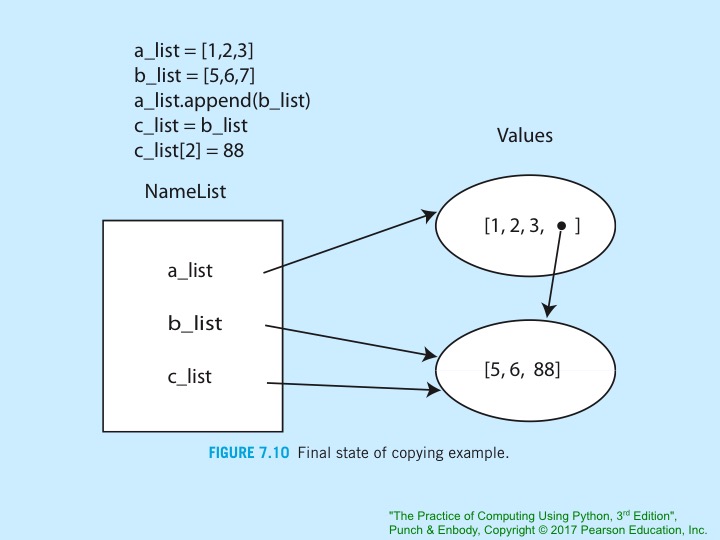 a_list = [1,2,3]
b_list = [5,6,7]
a_list.append(b_list)
c_list = b_list
c_list[2] = 88
Values
NameList
[1, 2, 3, • ]
a_list
b_list
[5, 6, 88]
c_list
FIGURE 7.10 Final state of copying example.
"The Practice of Computing Using Python, 3rd Edition",
Punch & Enbody, Copyright © 2017 Pearson Education, Inc.